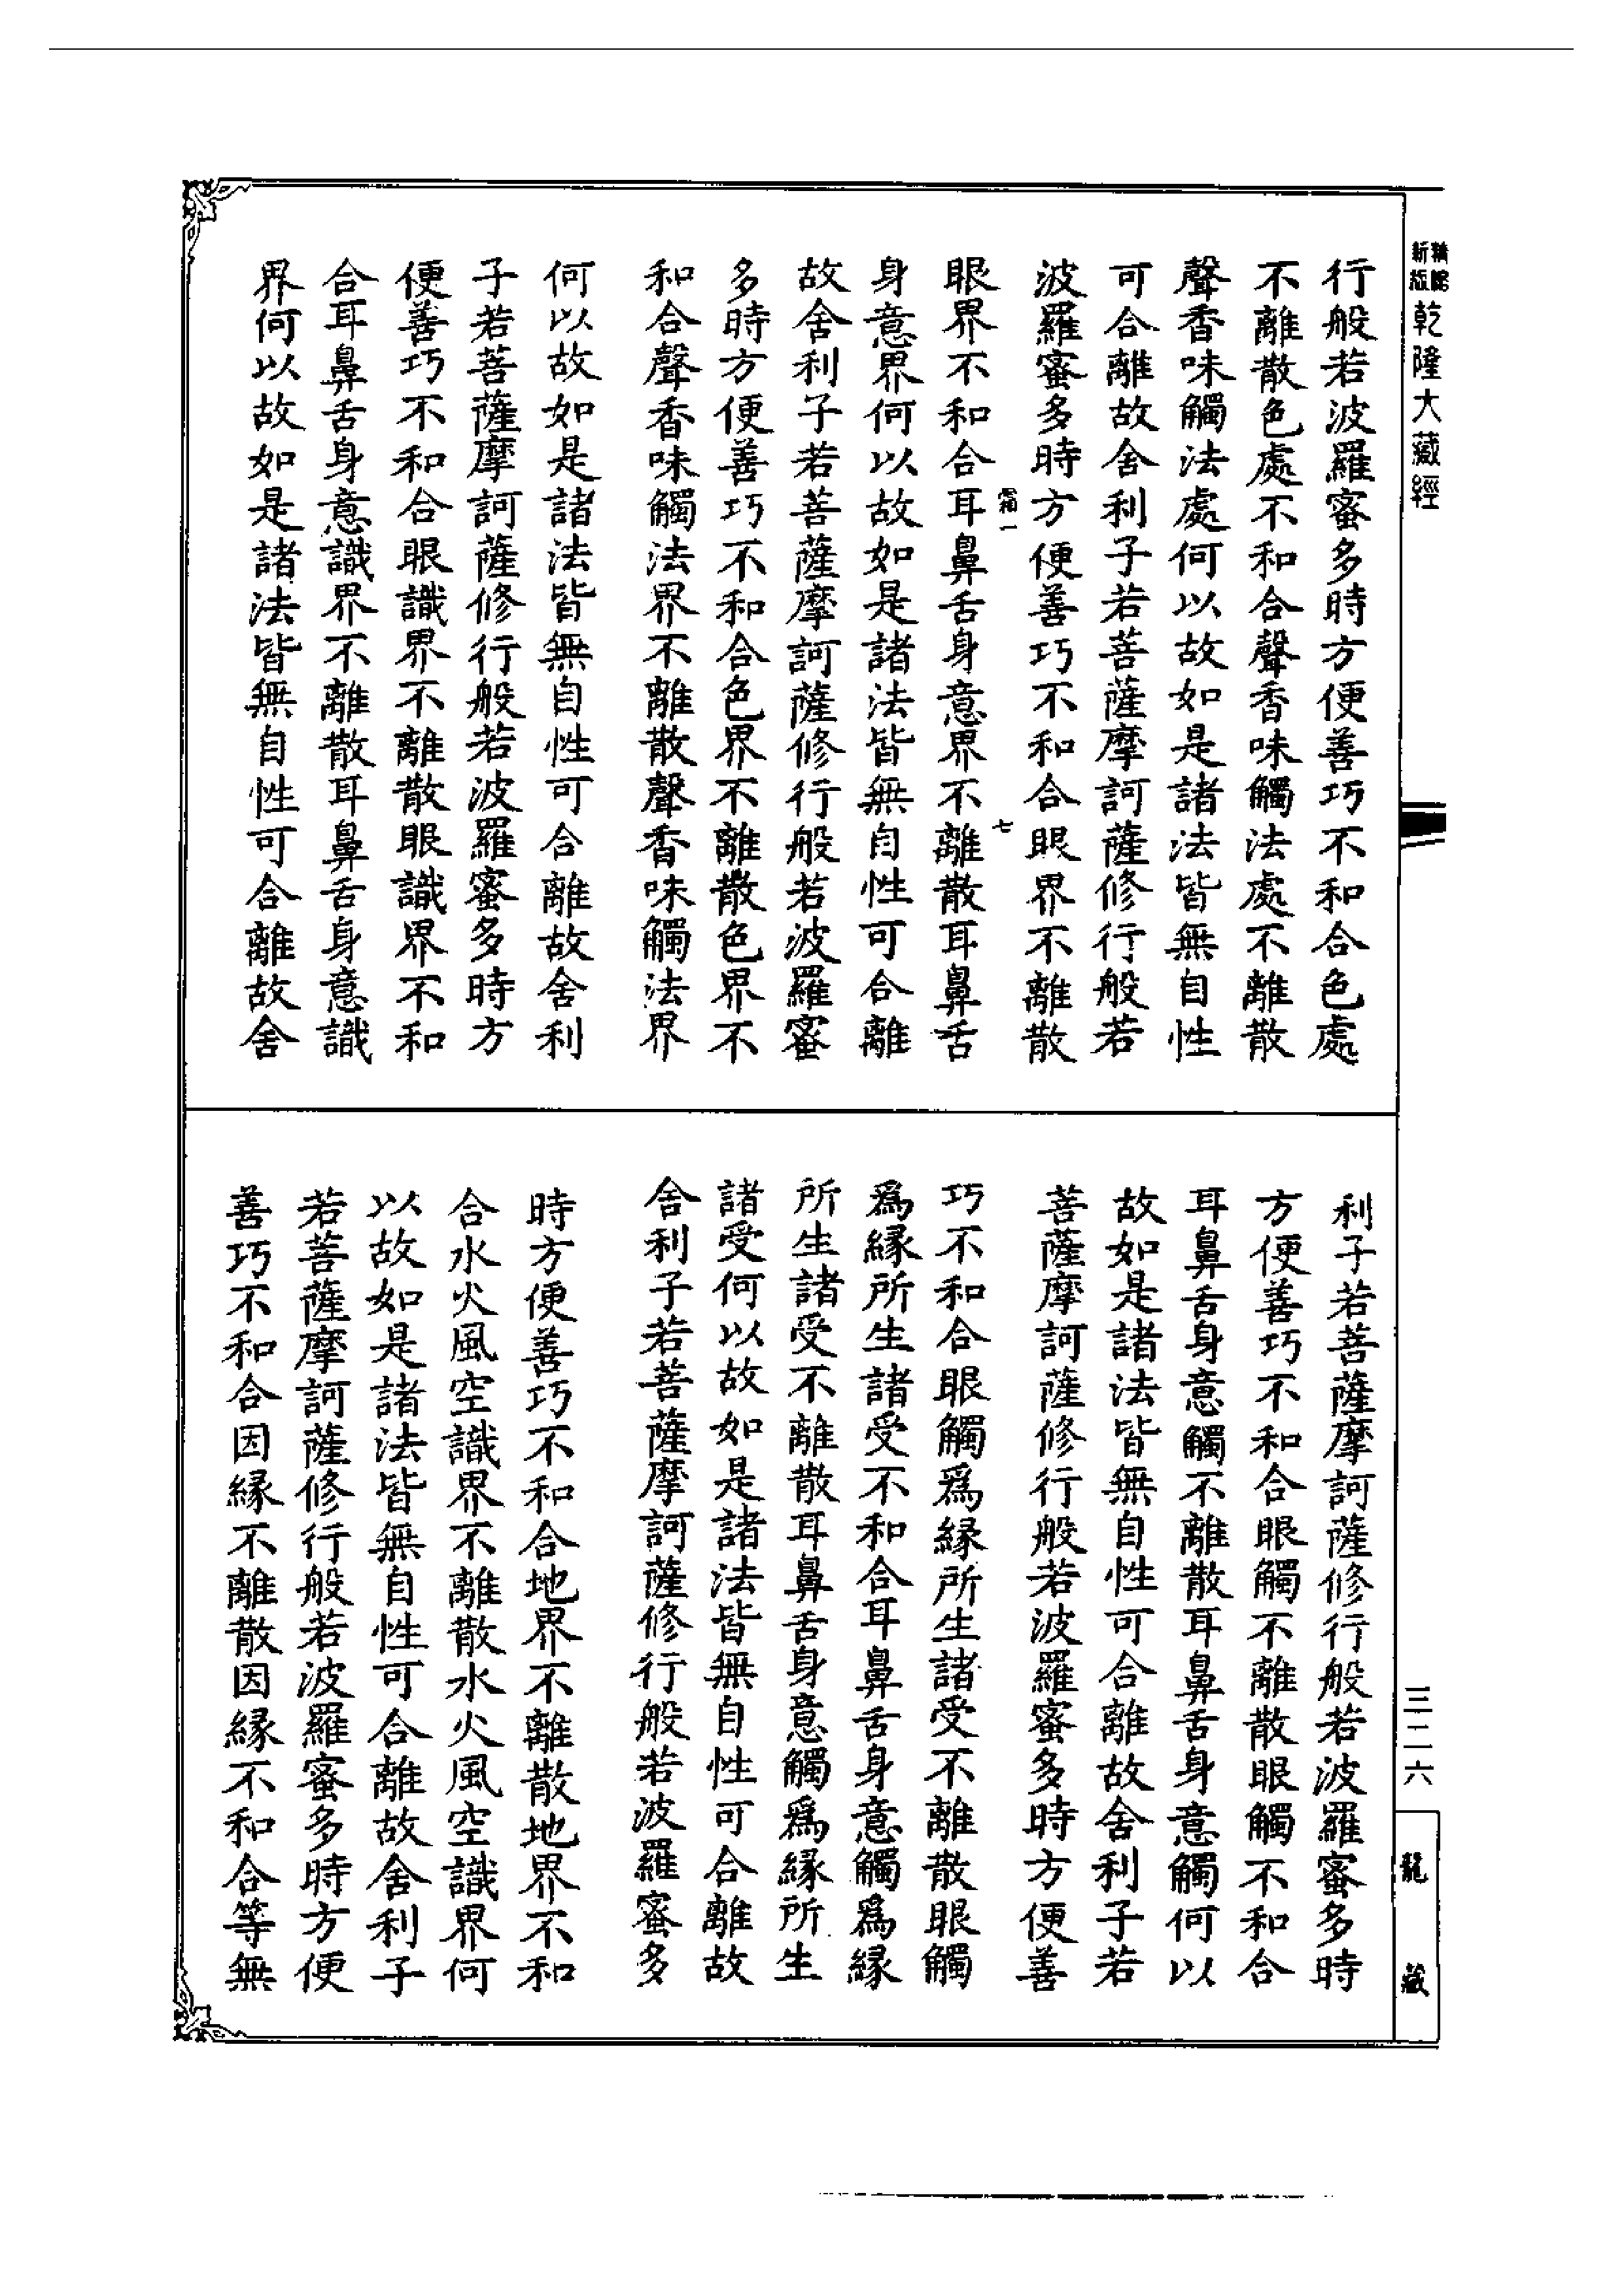 乾隆大藏經
行般若波羅蜜多時方便善巧不和合色處
不離散色處不和合聲香味觸法處不離散
聲香味觸法處何以故如是諸法皆無自性
可合離故舍利子若菩薩摩訶薩修行般若
波羅蜜多時方便善巧不和合眼界不離散
七
眼界不和合耳鼻舌身意界不離散耳鼻舌
身意界何以故如是諸法皆無自性可合離
故舍利子若菩薩摩訶薩修行般若波羅蜜
多時方便善巧不和合色界不離散色界不
和合聲香味觸法界不離散聲香味觸法界
何以故如是諸法皆無自性可合離故舍利
子若菩薩摩訶薩修行般若波羅蜜多時方
便善巧不和合眼識界不離散眼識界不和
合耳鼻舌身意識界不離散耳鼻舌身意識
界何以故如是諸法皆無自性可合離故舍
利子若菩薩摩訶薩修行般若波羅蜜多時
方便善巧不和合眼觸不離散眼觸不和合
耳鼻舌身意觸不離散耳鼻舌身意觸何以
故如是諸法皆無自性可合離故舍利子若
菩薩摩訶薩修行般若波羅蜜多時方便善
巧不和合眼觸爲緣所生諸受不離散眼觸
爲緣所生諸受不和合耳鼻舌身意觸爲緣
所生諸受不離散耳鼻舌身意觸爲緣所生
諸受何以故如是諸法皆無自性可合離故
舍利子若菩薩摩訶薩修行般若波羅蜜多
時方便善巧不和合地界不離散地界不和
合水火風空識界不離散水火風空識界何
以故如是諸法皆無自性可合離故舍利子
若菩薩摩訶薩修行般若波羅蜜多時方便
善巧不和合因緣不離散因緣不和合等無
三二六
龍藏